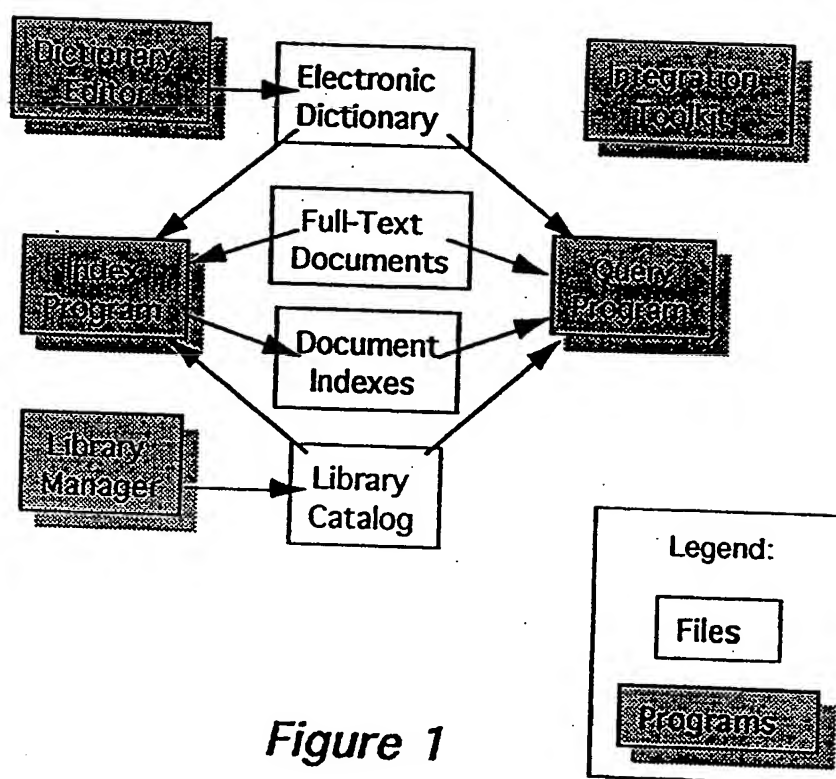 Dictionary
Editor
Electronic
Dictionary
Integration
Toolkit
Full-Text
Documents
Index
Program
Query
Program
Document
Indexes
Library
Manager
Library
Catalog
Legend:
Files
Programs
Figure 1